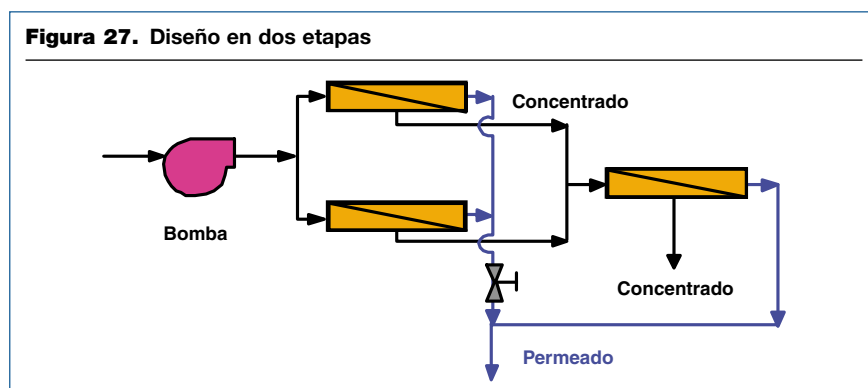 Figura 27. Diseño en dos etapas
Concentrado
Bomba
Concentrado
Permeado